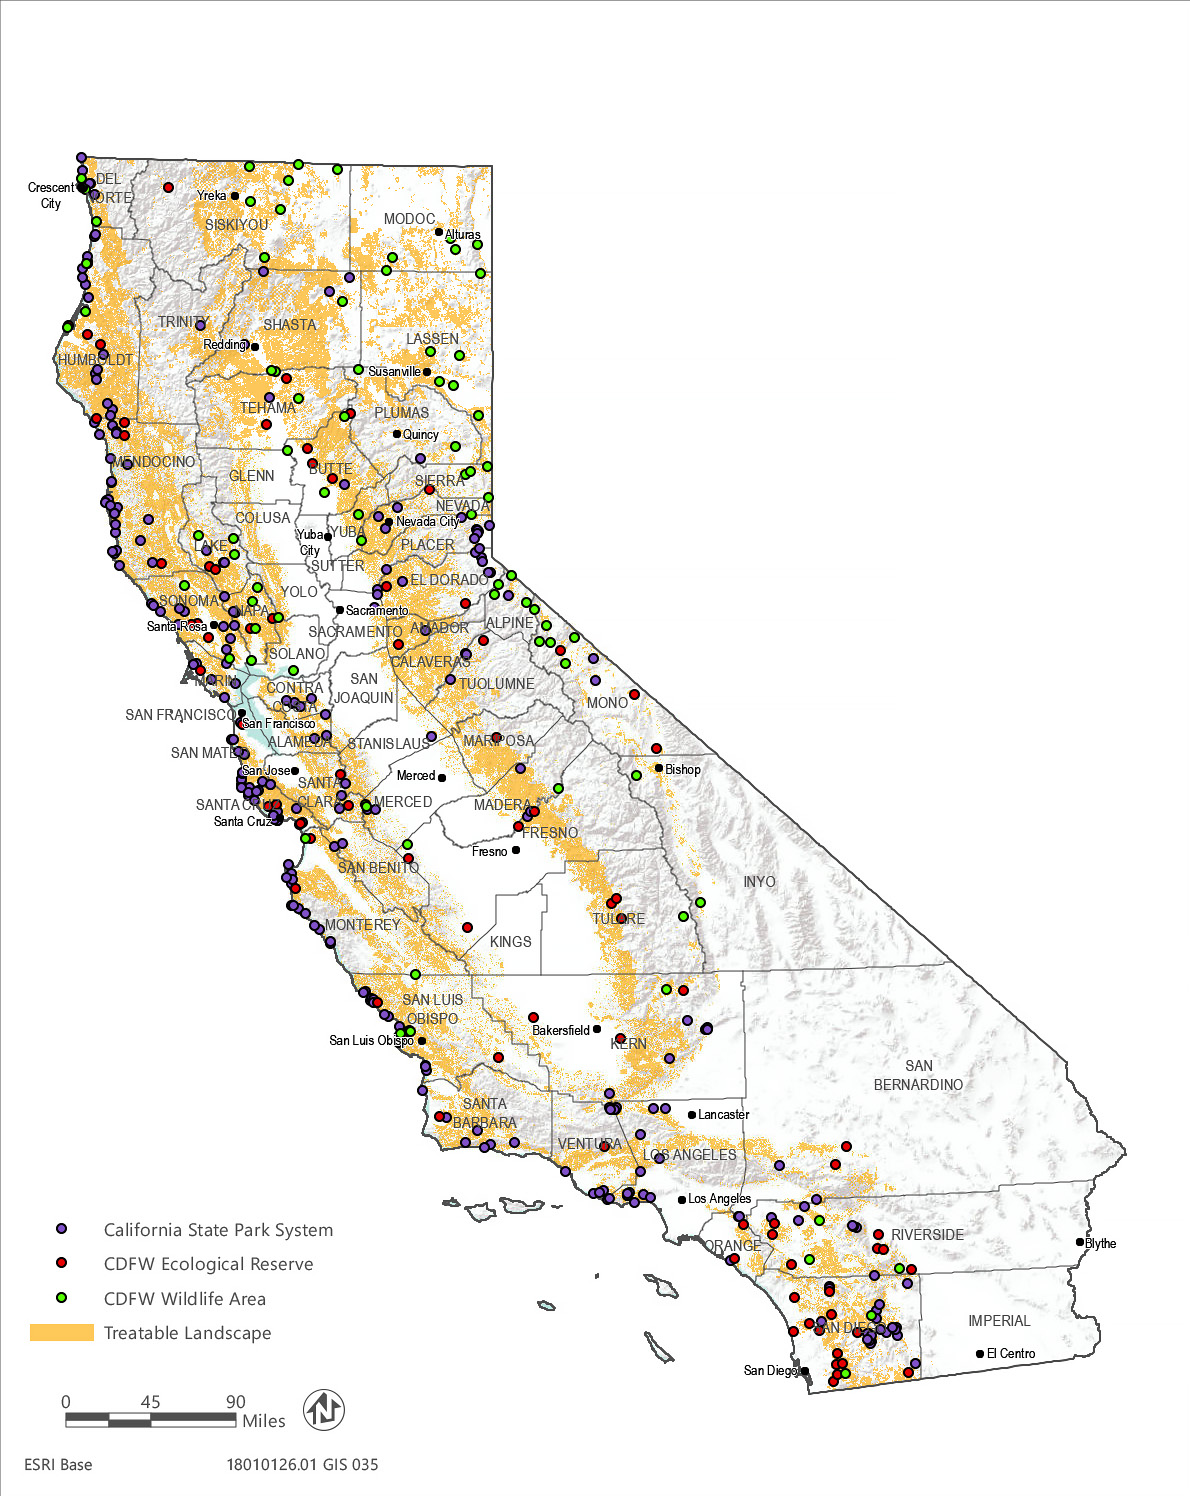 DEL
NORTE
Crescent
City
Yreka
SISKIYOU
MODOC
Alturas
TRINITY
SHASTA
Redding
LASSEN
HUMBOLDT
Susanville
TEHAMA
PLUMAS
Quincy
MENDOCINO
GLENN
BUTTE
SIERRA
NEVADA
COLUSA
Nevada City
Yuba
City
YUBA
LAKE
PLACER
SUTTER
EL DORADO
YOLO
SONOMA
NAPA
Sacramento
Santa Rosa
SACRAMENTO
AMADOR
ALPINE
SOLANO
CALAVERAS
MARIN
CONTRA
COSTA
SAN
JOAQUIN
TUOLUMNE
MONO
SAN FRANCISCO
San Francisco
ALAMEDA
STANISLAUS
MARIPOSA
SAN MATEO
San Jose
Merced
Bishop
SANTA
CLARA
SANTA CRUZ
MERCED
MADERA
Santa Cruz
FRESNO
Fresno
SAN BENITO
INYO
MONTEREY
TULARE
KINGS
SAN LUIS
OBISPO
San Luis Obispo
Bakersfield
KERN
SAN
BERNARDINO
SANTA
BARBARA
Lancaster
VENTURA
LOS ANGELES
Los Angeles
ORANGE
RIVERSIDE
Blythe
SAN DIEGO
IMPERIAL
El Centro
San Diego
California State Park System
CDFW Ecological Reserve
CDFW Wildlife Area
Treatable Landscape
0 45 90
Miles
N
ESRI Base 18010126.01 GIS 035